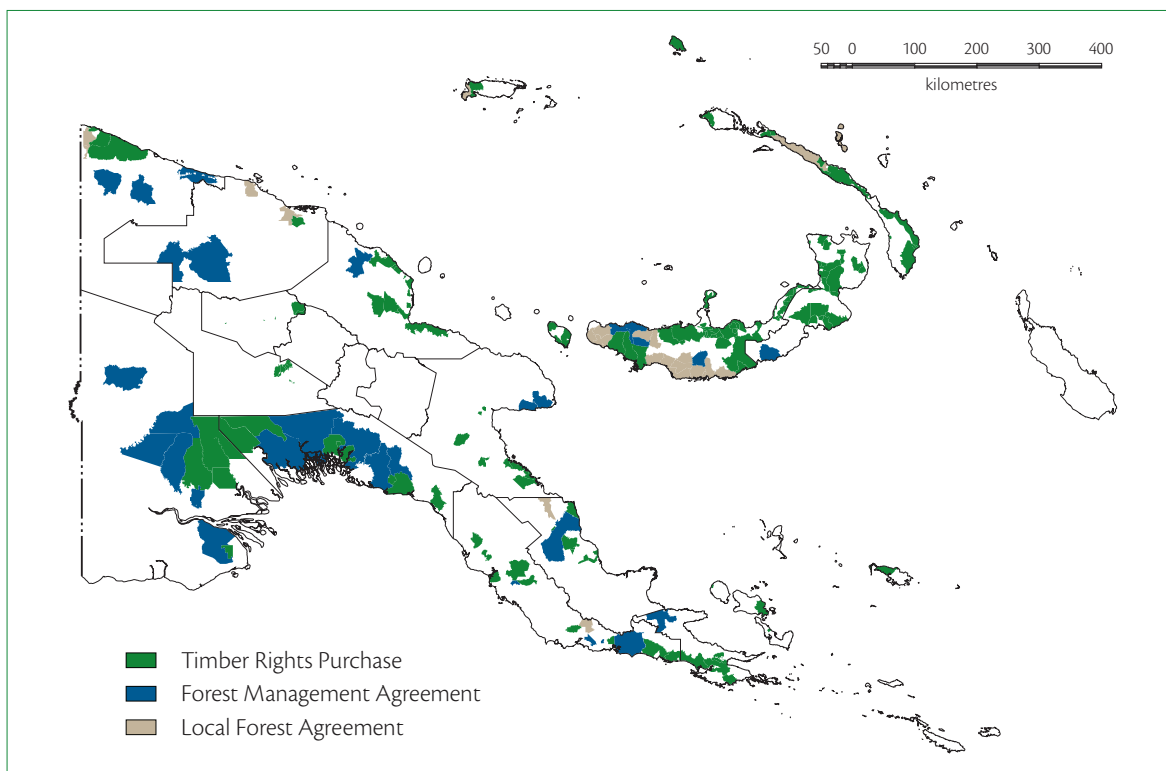 50 0 100 200 300 400
kilometres
Timber Rights Purchase
Forest Management Agreement
Local Forest Agreement